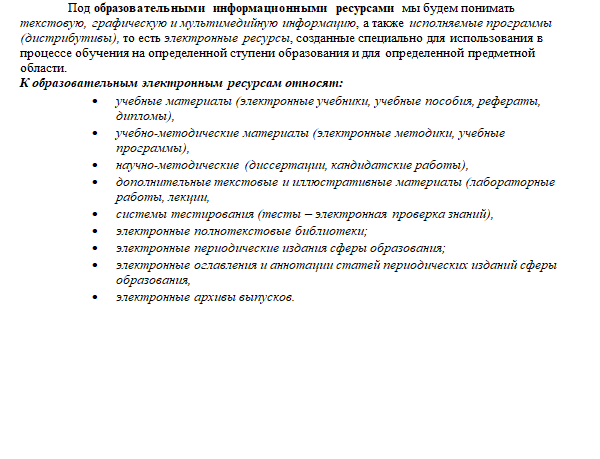 Под образовательными информационными ресурсами мы будем понимать
текстовую, графическую и мультимедийную информацию, а также исполняемые программы
(дистрибутивы), то есть электронные ресурсы, созданные специально для использования в
процессе обучения на определенной ступени образования и для определенной предметной
области.
К образовательным электронным ресурсам относят:
• учебные материалы (электронные учебники, учебные пособия, рефераты,
дипломы),
• учебно-методические материалы (электронные методики, учебные
программы),
• научно-методические (диссертации, кандидатские работы),
• дополнительные текстовые и иллюстративные материалы (лабораторные
работы, лекции,
• системы тестирования (тесты – электронная проверка знаний),
• электронные полнотекстовые библиотеки;
• электронные периодические издания сферы образования;
• электронные оглавления и аннотации статей периодических изданий сферы
образования,
• электронные архивы выпусков.